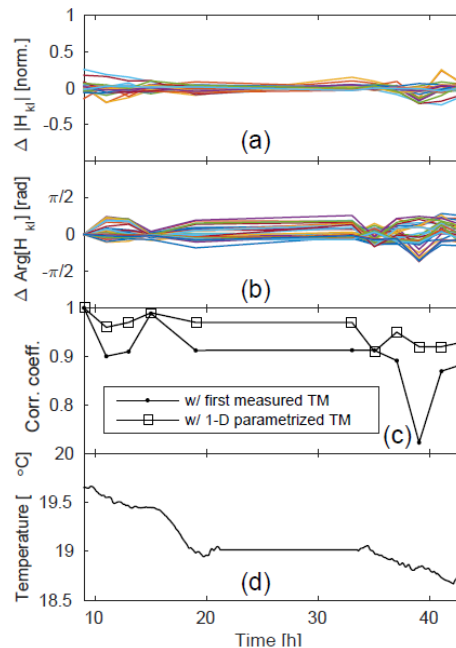 1
0.5
0
-0.5
Δ |H_kl| [norm.]
(a)
π/2
0
-π/2
Δ Arg[H_kl] [rad]
(b)
1
0.9
0.8
Corr. coeff.
w/ first measured TM
w/ 1-D parametrized TM
(c)
20
19.5
19
18.5
Temperature [°C]
(d)
10 20 30 40
Time [h]